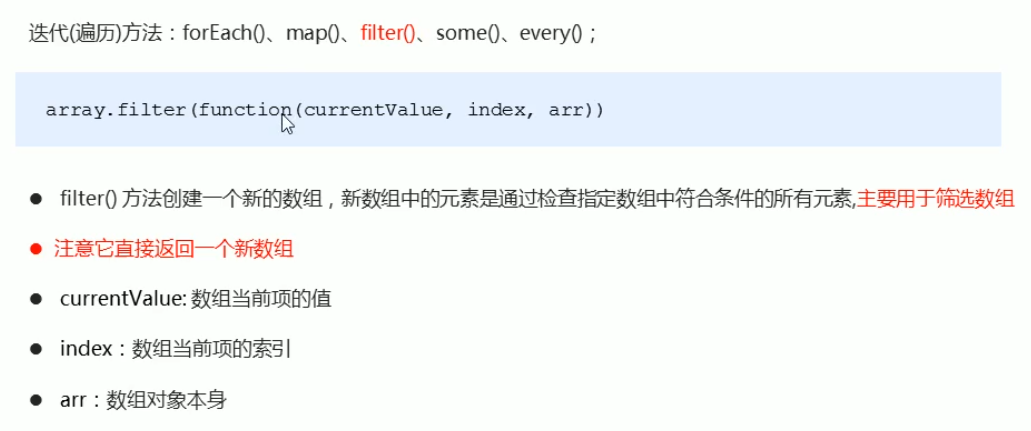 迭代(遍历)方法：forEach()、map()、filter()、some()、every()；
array.filter(function(currentValue, index, arr))
● filter() 方法创建一个新的数组，新数组中的元素是通过检查指定数组中符合条件的所有元素,主要用于筛选数组
● 注意它直接返回一个新数组
● currentValue: 数组当前项的值
● index：数组当前项的索引
● arr：数组对象本身